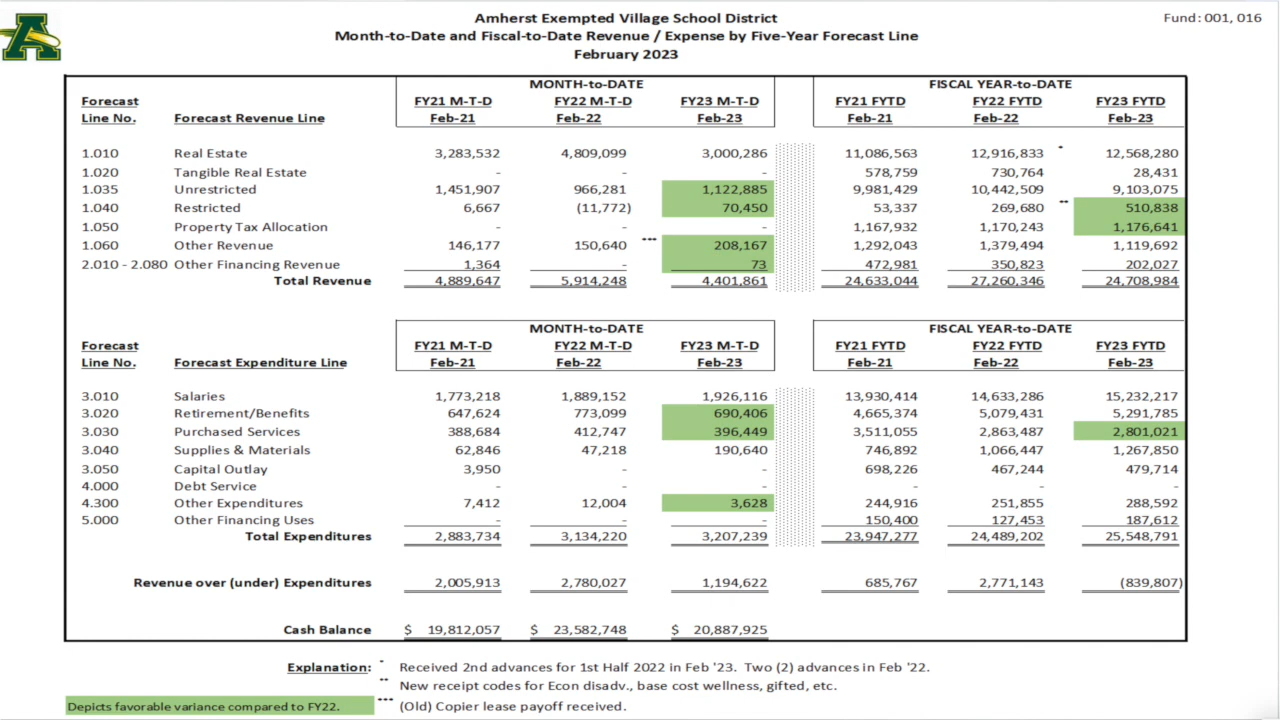 Amherst Exempted Village School District
Fund: 001, 016
Month-to-Date and Fiscal-to-Date Revenue / Expense by Five-Year Forecast Line
February 2023
MONTH-to-DATE FISCAL YEAR-to-DATE
Forecast FY21 M-T-D FY22 M-T-D FY23 M-T-D FY21 FYTD FY22 FYTD FY23 FYTD
Line No. Forecast Revenue Line Feb-21 Feb-22 Feb-23 Feb-21 Feb-22 Feb-23
1.010 Real Estate 3,283,532 4,809,099 3,000,286 11,086,563 12,916,833 * 12,568,280
1.020 Tangible Real Estate - - - 578,759 730,764 28,431
1.035 Unrestricted 1,451,907 966,281 1,122,885 9,981,429 10,442,509 9,103,075
1.040 Restricted 6,667 (11,772) 70,450 53,337 269,680 ** 510,838
1.050 Property Tax Allocation - - - 1,167,932 1,170,243 1,176,641
1.060 Other Revenue 146,177 150,640 *** 208,167 1,292,043 1,379,494 1,119,692
2.010 - 2.080 Other Financing Revenue 1,364 - 73 472,981 350,823 202,027
Total Revenue 4,889,647 5,914,248 4,401,861 24,633,044 27,260,346 24,708,984
MONTH-to-DATE FISCAL YEAR-to-DATE
Forecast FY21 M-T-D FY22 M-T-D FY23 M-T-D FY21 FYTD FY22 FYTD FY23 FYTD
Line No. Forecast Expenditure Line Feb-21 Feb-22 Feb-23 Feb-21 Feb-22 Feb-23
3.010 Salaries 1,773,218 1,889,152 1,926,116 13,930,414 14,633,286 15,232,217
3.020 Retirement/Benefits 647,624 773,099 690,406 4,665,374 5,079,431 5,291,785
3.030 Purchased Services 388,684 412,747 396,449 3,511,055 2,863,487 2,801,021
3.040 Supplies & Materials 62,846 47,218 190,640 746,892 1,066,447 1,267,850
3.050 Capital Outlay 3,950 - - 698,226 467,244 479,714
4.000 Debt Service - - - - - -
4.300 Other Expenditures 7,412 12,004 3,628 244,916 251,855 288,592
5.000 Other Financing Uses - - - 150,400 127,453 187,612
Total Expenditures 2,883,734 3,134,220 3,207,239 23,947,277 24,489,202 25,548,791
Revenue over (under) Expenditures 2,005,913 2,780,027 1,194,622 685,767 2,771,143 (839,807)
Cash Balance $ 19,812,057 $ 23,582,748 $ 20,887,925
Explanation: * Received 2nd advances for 1st Half 2022 in Feb '23. Two (2) advances in Feb '22.
** New receipt codes for Econ disadv., base cost wellness, gifted, etc.
Depicts favorable variance compared to FY22. *** (Old) Copier lease payoff received.